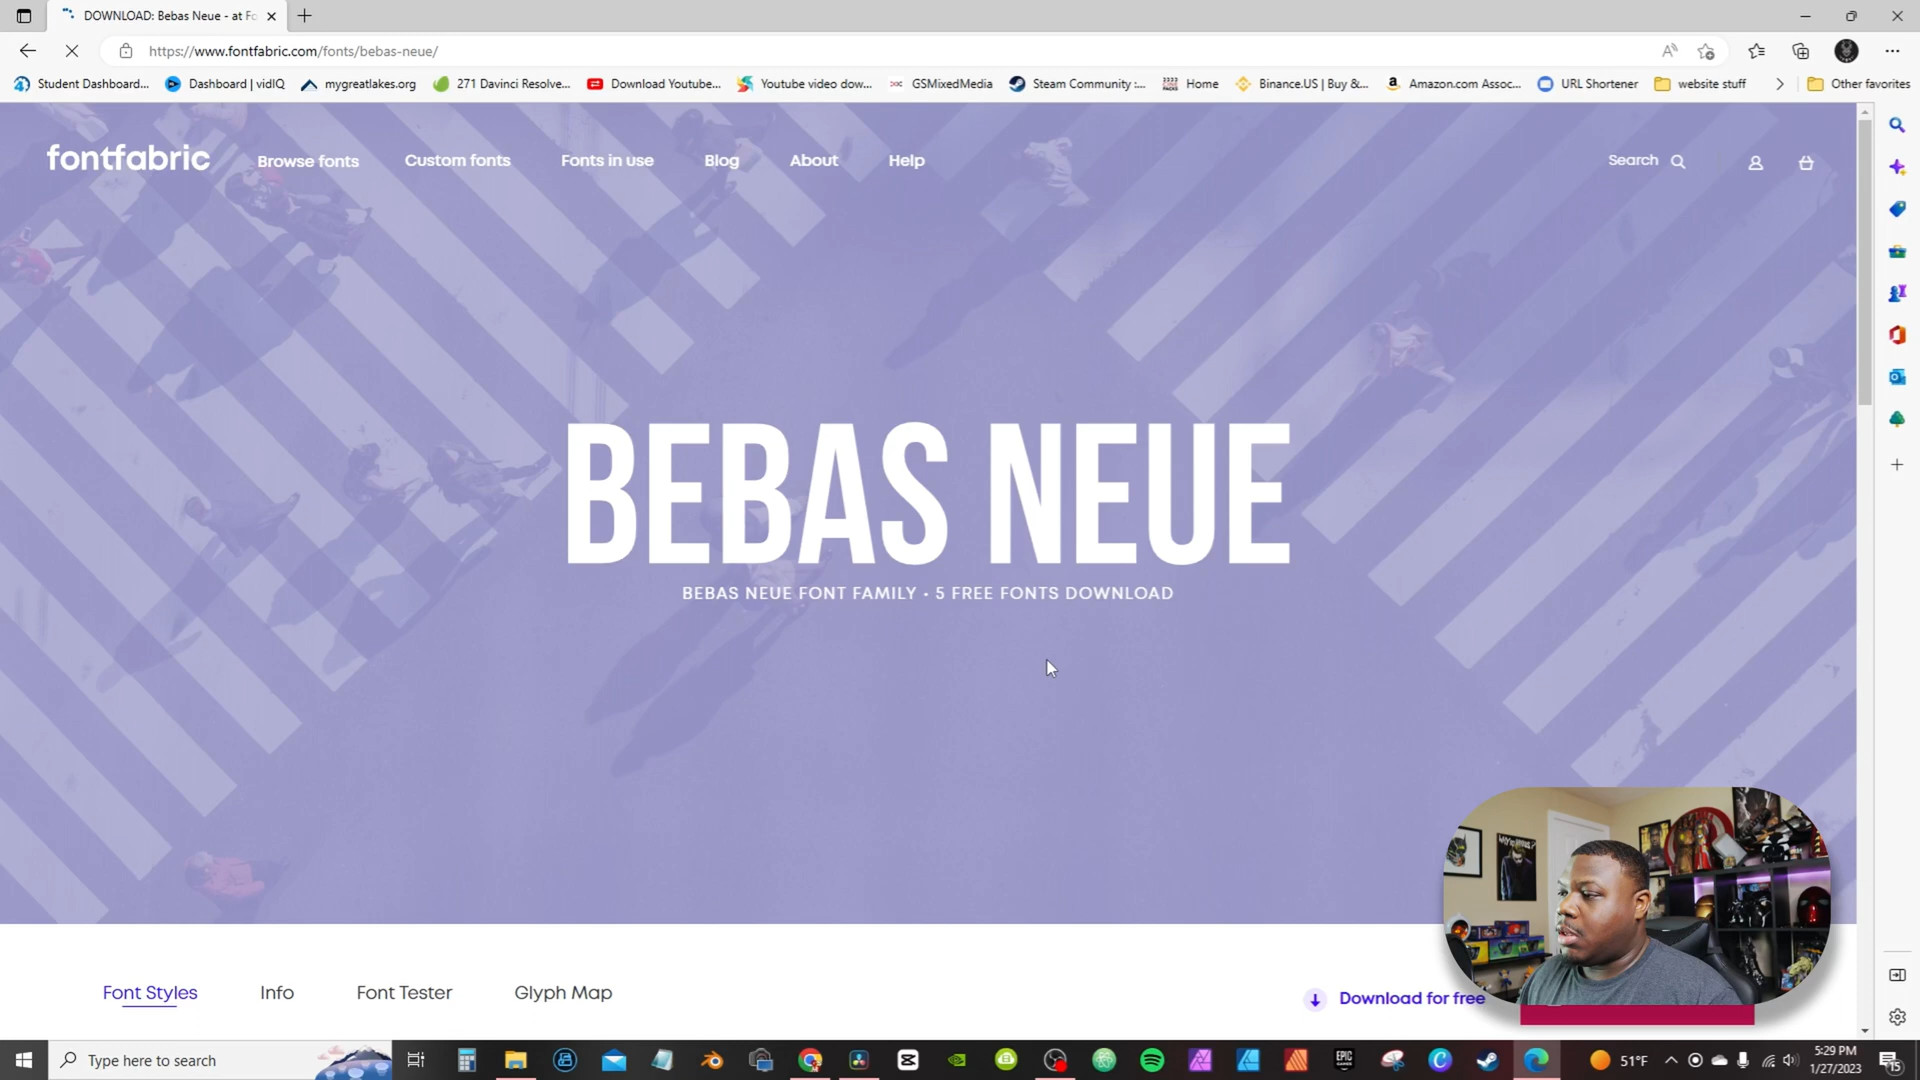 DOWNLOAD: Bebas Neue - at Fo
https://www.fontfabric.com/fonts/bebas-neue/
Student Dashboard...
Dashboard | vidIQ
mygreatlakes.org
271 Davinci Resolve...
Download Youtube...
Youtube video dow...
GSMixedMedia
Steam Community :...
Home
Binance.US | Buy &...
Amazon.com Assoc...
URL Shortener
website stuff
Other favorites
fontfabric
Browse fonts
Custom fonts
Fonts in use
Blog
About
Help
Search
BEBAS NEUE
BEBAS NEUE FONT FAMILY • 5 FREE FONTS DOWNLOAD
Font Styles
Info
Font Tester
Glyph Map
Download for free
Type here to search
51°F
5:29 PM
1/27/2023
15